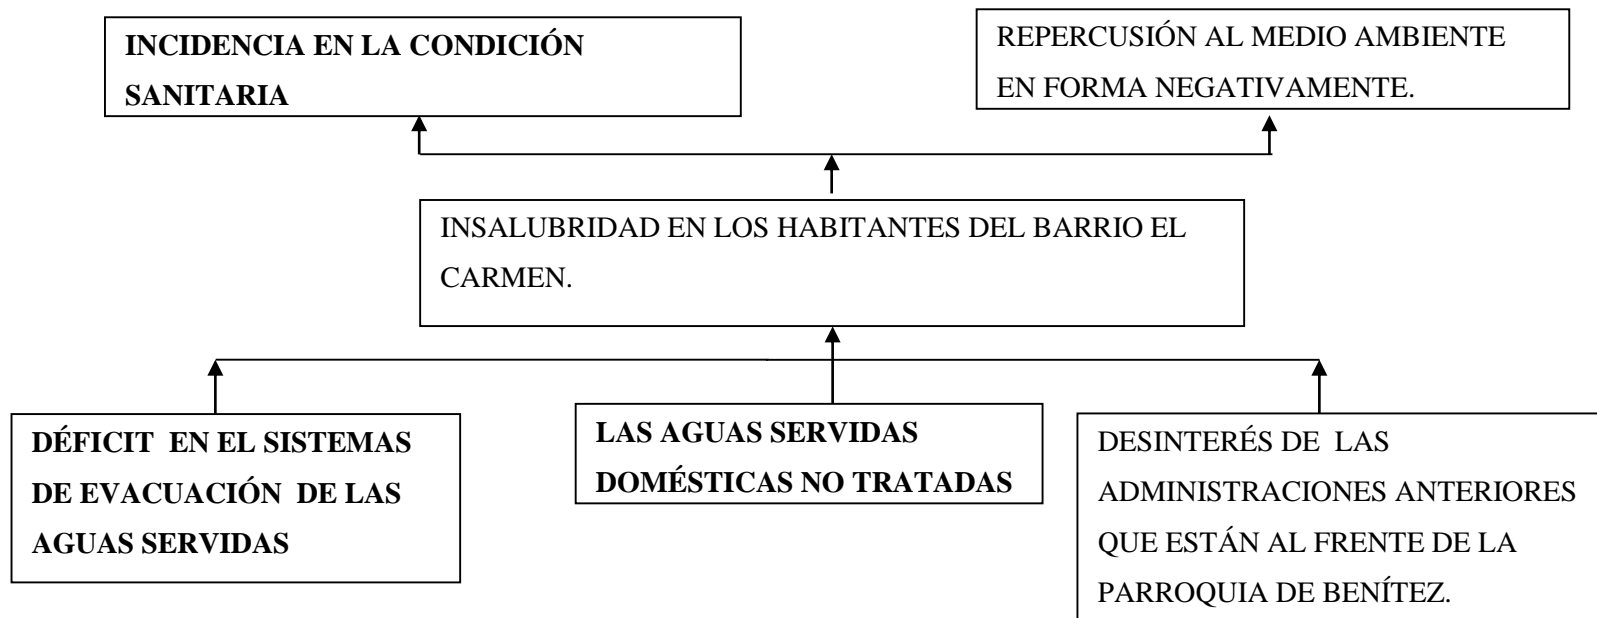 INCIDENCIA EN LA CONDICIÓN
SANITARIA
REPERCUSIÓN AL MEDIO AMBIENTE
EN FORMA NEGATIVAMENTE.
INSALUBRIDAD EN LOS HABITANTES DEL BARRIO EL
CARMEN.
DÉFICIT EN EL SISTEMAS
DE EVACUACIÓN DE LAS
AGUAS SERVIDAS
LAS AGUAS SERVIDAS
DOMÉSTICAS NO TRATADAS
DESINTERÉS DE LAS
ADMINISTRACIONES ANTERIORES
QUE ESTÁN AL FRENTE DE LA
PARROQUIA DE BENÍTEZ.